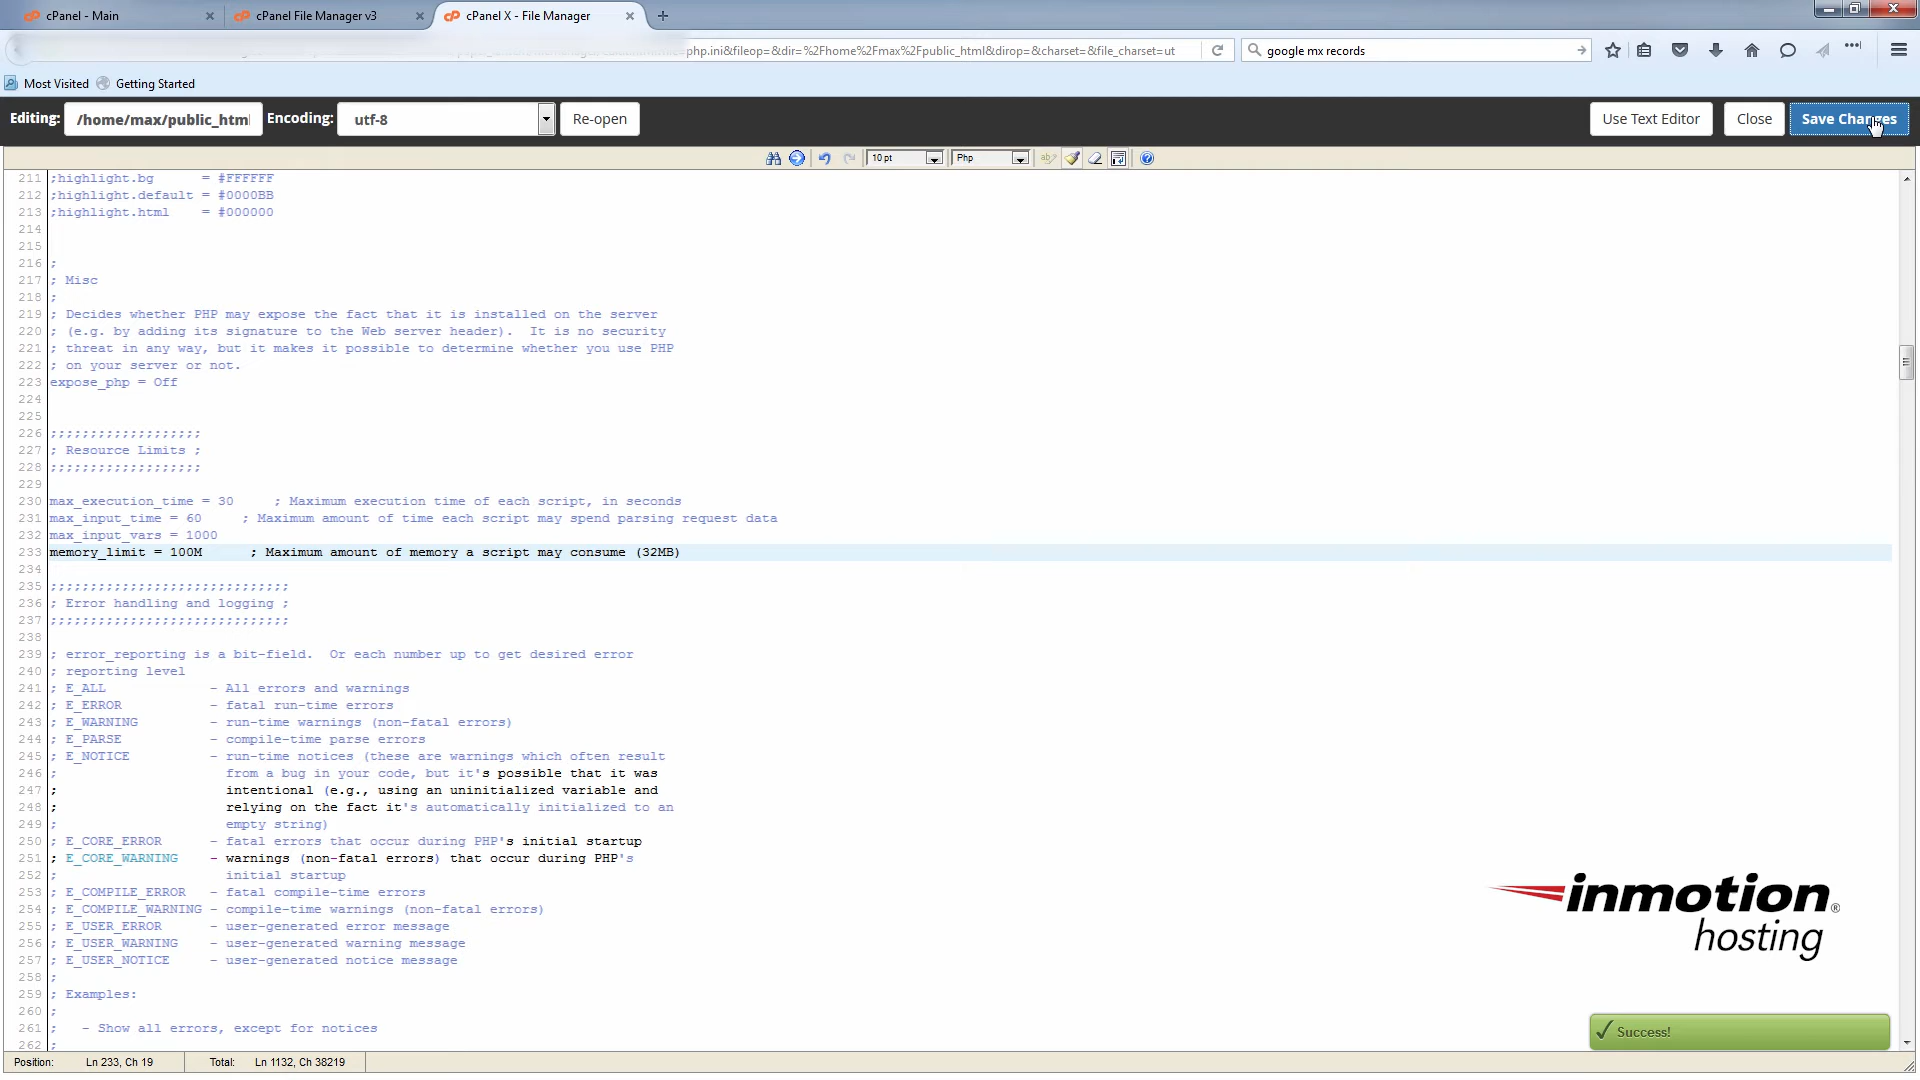 cPanel - Main
cPanel File Manager v3
cPanel X - File Manager
=php.ini&fileop=&dir=%2Fhome%2Fmax%2Fpublic_html&dirop=&charset=&file_charset=ut
google mx records
Most Visited
Getting Started
Editing:
/home/max/public_html
Encoding:
utf-8
Re-open
Use Text Editor
Close
Save Changes
10 pt
Php
211 ;highlight.bg      = #FFFFFF
212 ;highlight.default = #0000BB
213 ;highlight.html    = #000000
214
215
216 ;
217 ; Misc
218 ;
219 ; Decides whether PHP may expose the fact that it is installed on the server
220 ; (e.g. by adding its signature to the Web server header).  It is no security
221 ; threat in any way, but it makes it possible to determine whether you use PHP
222 ; on your server or not.
223 expose_php = Off
224
225
226 ;;;;;;;;;;;;;;;;;;;
227 ; Resource Limits ;
228 ;;;;;;;;;;;;;;;;;;;
229
230 max_execution_time = 30     ; Maximum execution time of each script, in seconds
231 max_input_time = 60     ; Maximum amount of time each script may spend parsing request data
232 max_input_vars = 1000
233 memory_limit = 100M      ; Maximum amount of memory a script may consume (32MB)
234
235 ;;;;;;;;;;;;;;;;;;;;;;;;;;;;;;
236 ; Error handling and logging ;
237 ;;;;;;;;;;;;;;;;;;;;;;;;;;;;;;
238
239 ; error_reporting is a bit-field.  Or each number up to get desired error
240 ; reporting level
241 ; E_ALL             - All errors and warnings
242 ; E_ERROR           - fatal run-time errors
243 ; E_WARNING         - run-time warnings (non-fatal errors)
244 ; E_PARSE           - compile-time parse errors
245 ; E_NOTICE          - run-time notices (these are warnings which often result
246 ;                     from a bug in your code, but it's possible that it was
247 ;                     intentional (e.g., using an uninitialized variable and
248 ;                     relying on the fact it's automatically initialized to an
249 ;                     empty string)
250 ; E_CORE_ERROR      - fatal errors that occur during PHP's initial startup
251 ; E_CORE_WARNING    - warnings (non-fatal errors) that occur during PHP's
252 ;                     initial startup
253 ; E_COMPILE_ERROR   - fatal compile-time errors
254 ; E_COMPILE_WARNING - compile-time warnings (non-fatal errors)
255 ; E_USER_ERROR      - user-generated error message
256 ; E_USER_WARNING    - user-generated warning message
257 ; E_USER_NOTICE     - user-generated notice message
258 ;
259 ; Examples:
260 ;
261 ;   - Show all errors, except for notices
262 ;
inmotion®
hosting
Success!
Position: Ln 233, Ch 19 Total: Ln 1132, Ch 38219